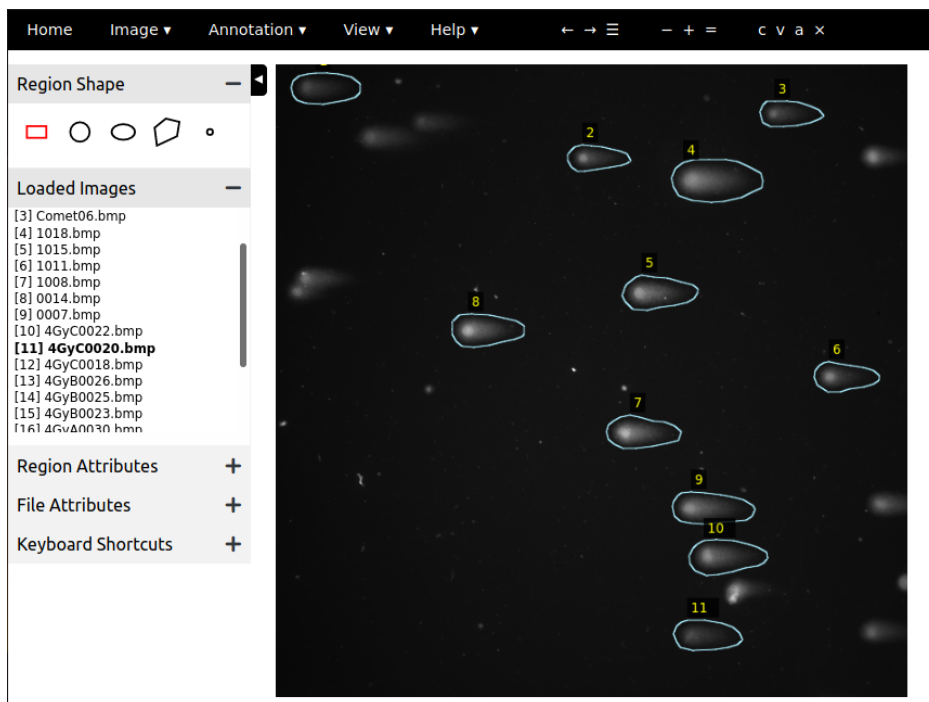 Home Image ▾ Annotation ▾ View ▾ Help ▾ ← → ☰ − + = c v a ×
Region Shape −
Loaded Images −
[3] Comet06.bmp
[4] 1018.bmp
[5] 1015.bmp
[6] 1011.bmp
[7] 1008.bmp
[8] 0014.bmp
[9] 0007.bmp
[10] 4GyC0022.bmp
[11] 4GyC0020.bmp
[12] 4GyC0018.bmp
[13] 4GyB0026.bmp
[14] 4GyB0025.bmp
[15] 4GyB0023.bmp
[16] 4GyA0030.bmp
Region Attributes +
File Attributes +
Keyboard Shortcuts +
3
2
4
5
8
6
7
9
10
11